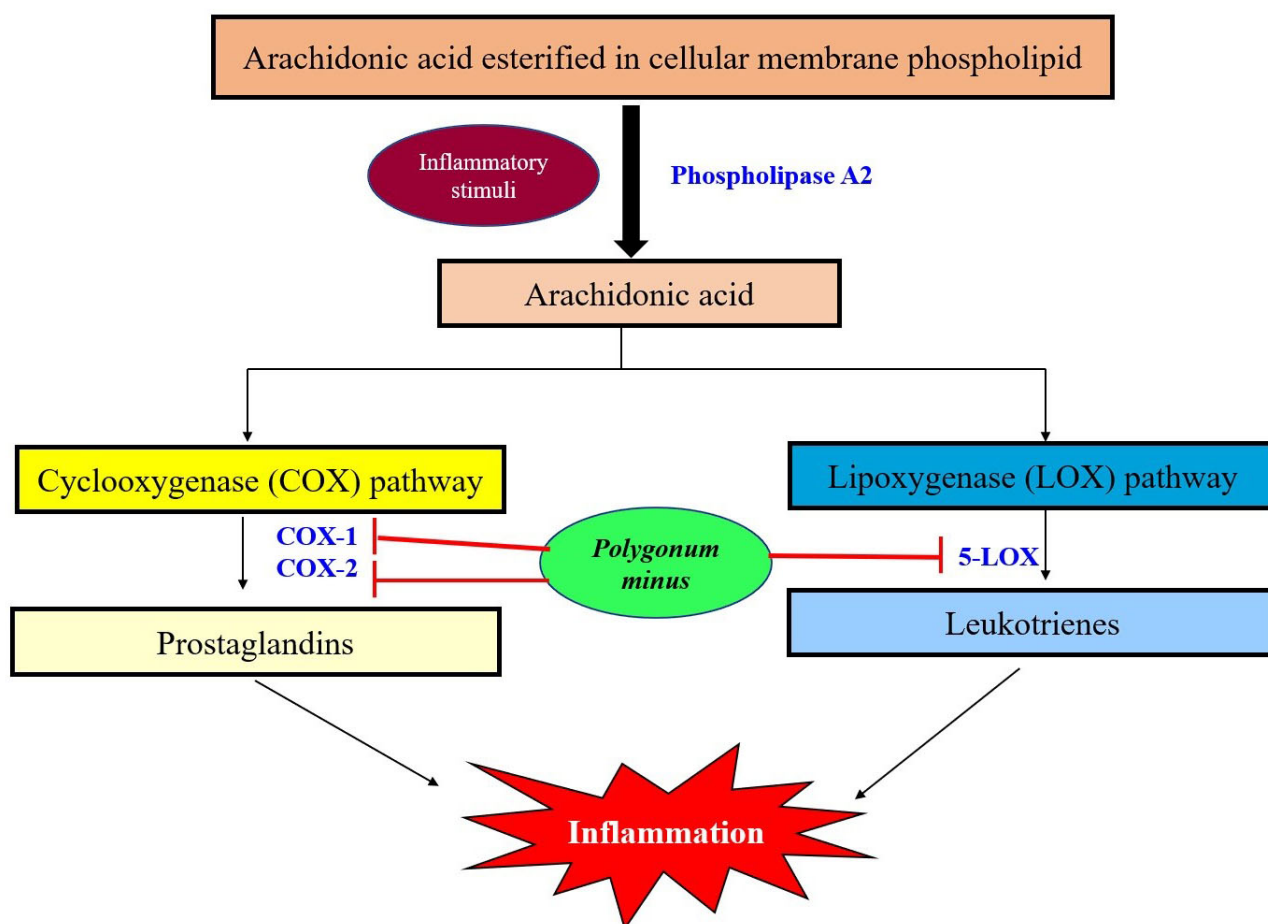 Arachidonic acid esterified in cellular membrane phospholipid
Inflammatory
stimuli
Phospholipase A2
Arachidonic acid
Cyclooxygenase (COX) pathway
Lipoxygenase (LOX) pathway
COX-1
COX-2
Polygonum
minus
5-LOX
Prostaglandins
Leukotrienes
Inflammation